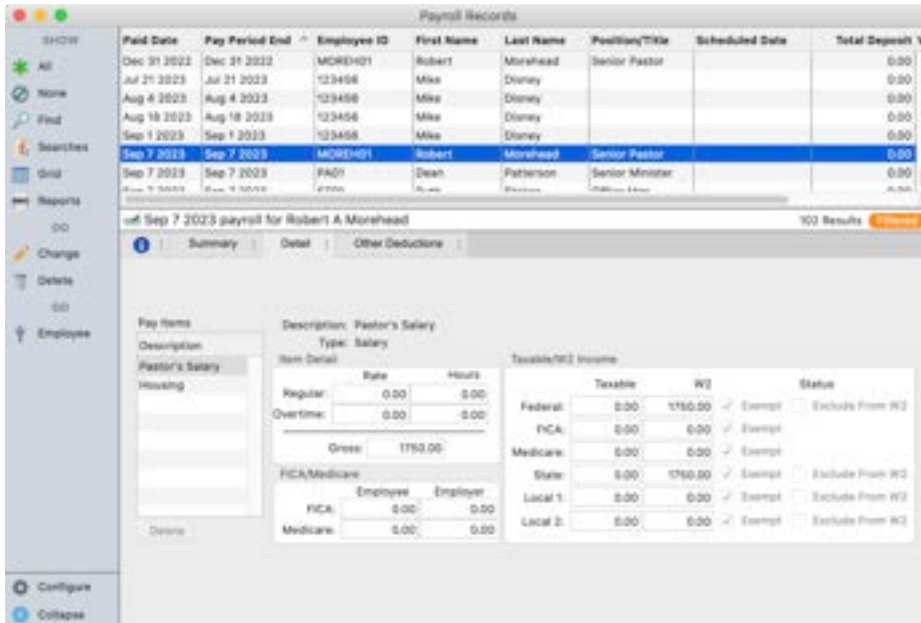 Payroll Records
SHOW
All
None
Find
Searches
Grid
Reports
GO
Change
Delete
GO
Employee
Configure
Collapse
Paid Date Pay Period End Employee ID First Name Last Name Position/Title Scheduled Date Total Deposit
Dec 31 2022 Dec 31 2022 MOREH01 Robert Morehead Senior Pastor 0.00
Jul 21 2023 Jul 21 2023 123456 Mike Disney 0.00
Aug 4 2023 Aug 4 2023 123456 Mike Disney 0.00
Aug 18 2023 Aug 18 2023 123456 Mike Disney 0.00
Sep 1 2023 Sep 1 2023 123456 Mike Disney 0.00
Sep 7 2023 Sep 7 2023 MOREH01 Robert Morehead Senior Pastor 0.00
Sep 7 2023 Sep 7 2023 PA01 Dean Patterson Senior Minister 0.00
Sep 7 2023 payroll for Robert A Morehead 102 Results Filtered
Summary Detail Other Deductions
Pay Items
Description
Pastor's Salary
Housing
Delete
Description: Pastor's Salary
Type: Salary
Item Detail
Rate Hours
Regular: 0.00 0.00
Overtime: 0.00 0.00
Gross: 1750.00
FICA/Medicare
Employee Employer
FICA: 0.00 0.00
Medicare: 0.00 0.00
Taxable/W2 Income
Taxable W2 Status
Federal: 0.00 1750.00 Exempt Exclude From W2
FICA: 0.00 0.00 Exempt
Medicare: 0.00 0.00 Exempt
State: 0.00 1750.00 Exempt Exclude From W2
Local 1: 0.00 0.00 Exempt Exclude From W2
Local 2: 0.00 0.00 Exempt Exclude From W2